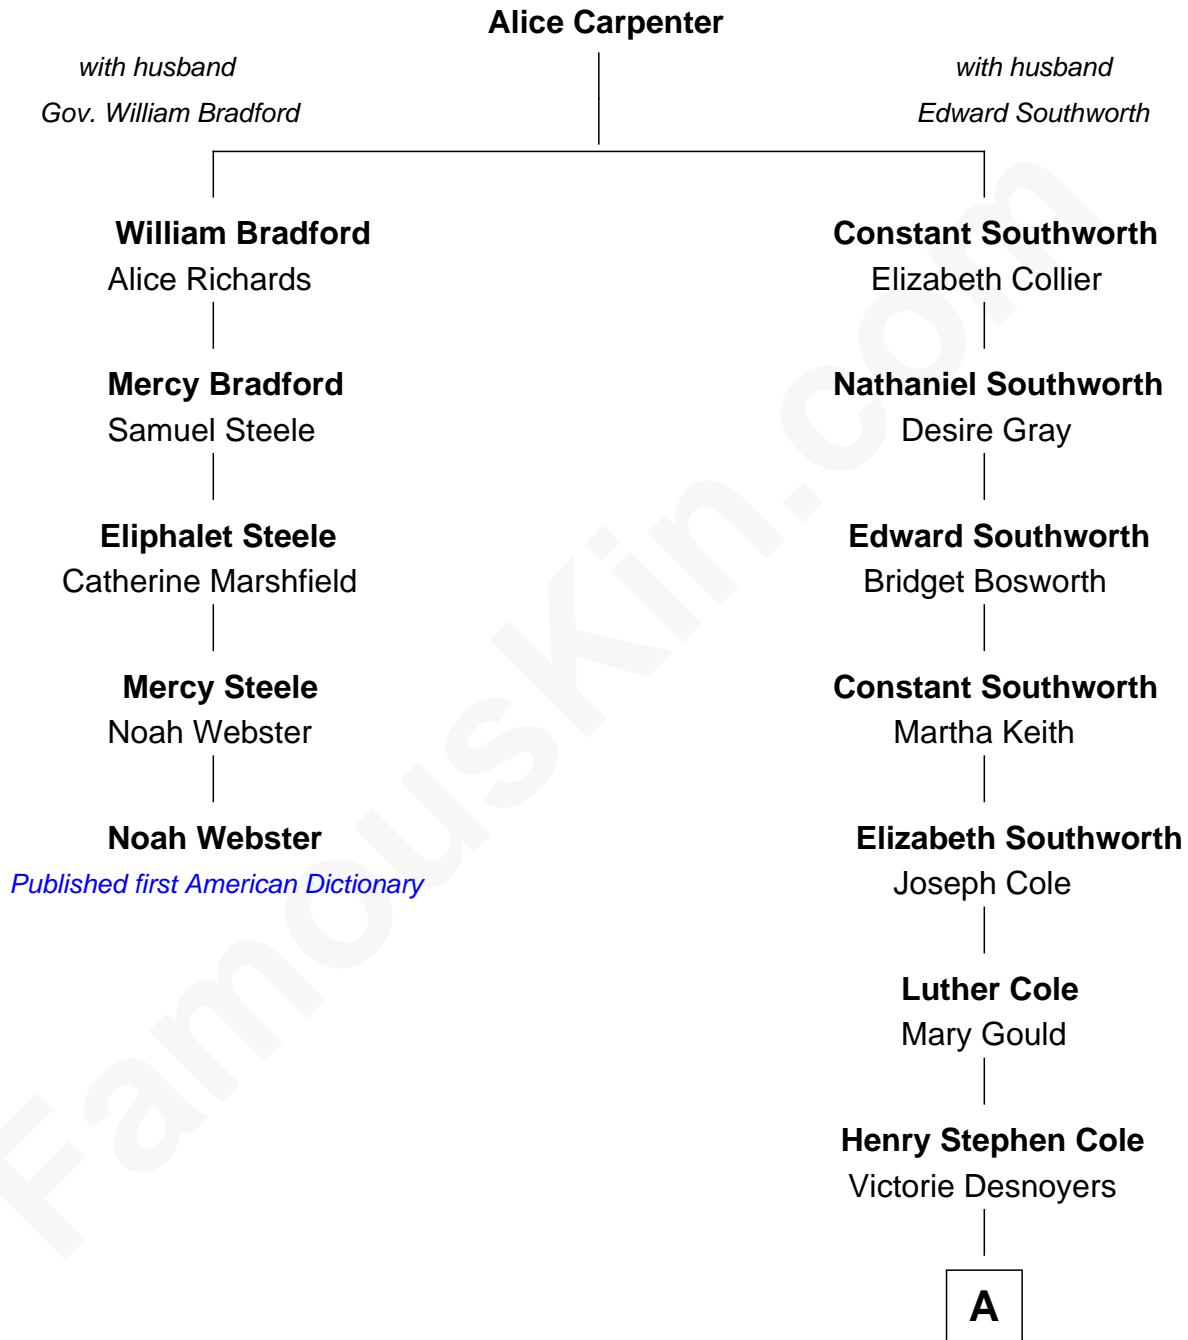 Alice Carpenter
with husband
Gov. William Bradford
with husband
Edward Southworth
William Bradford
Alice Richards
Mercy Bradford
Samuel Steele
Eliphalet Steele
Catherine Marshfield
Mercy Steele
Noah Webster
Noah Webster
Published first American Dictionary
Constant Southworth
Elizabeth Collier
Nathaniel Southworth
Desire Gray
Edward Southworth
Bridget Bosworth
Constant Southworth
Martha Keith
Elizabeth Southworth
Joseph Cole
Luther Cole
Mary Gould
Henry Stephen Cole
Victorie Desnoyers
A
FamousKin.com